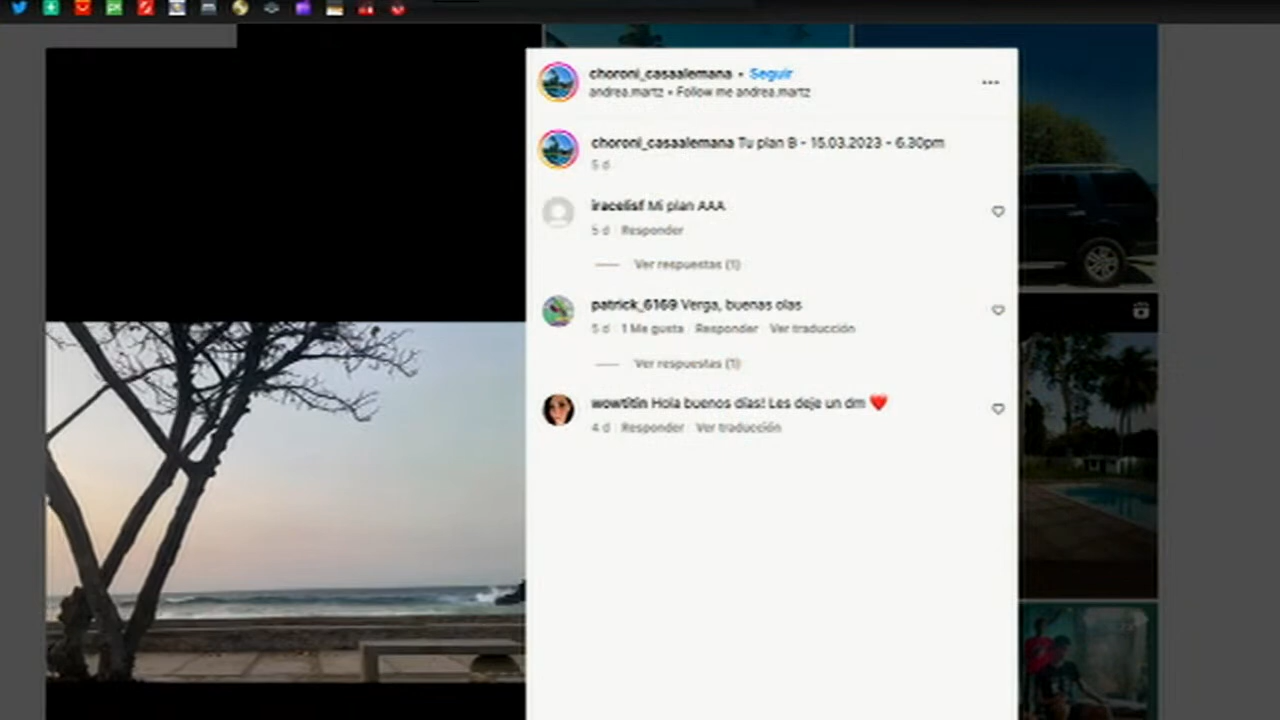 choroni_casaalemana • Seguir
andrea.martz • Follow me andrea.martz
choroni_casaalemana Tu plan B - 15.03.2023 - 6.30pm
5 d
iracelisf Mi plan AAA
5 d Responder
Ver respuestas (1)
patrick_6169 Verga, buenas olas
5 d 1 Me gusta Responder Ver traducción
Ver respuestas (1)
wowtitin Hola buenos días! Les deje un dm ❤️
4 d Responder Ver traducción